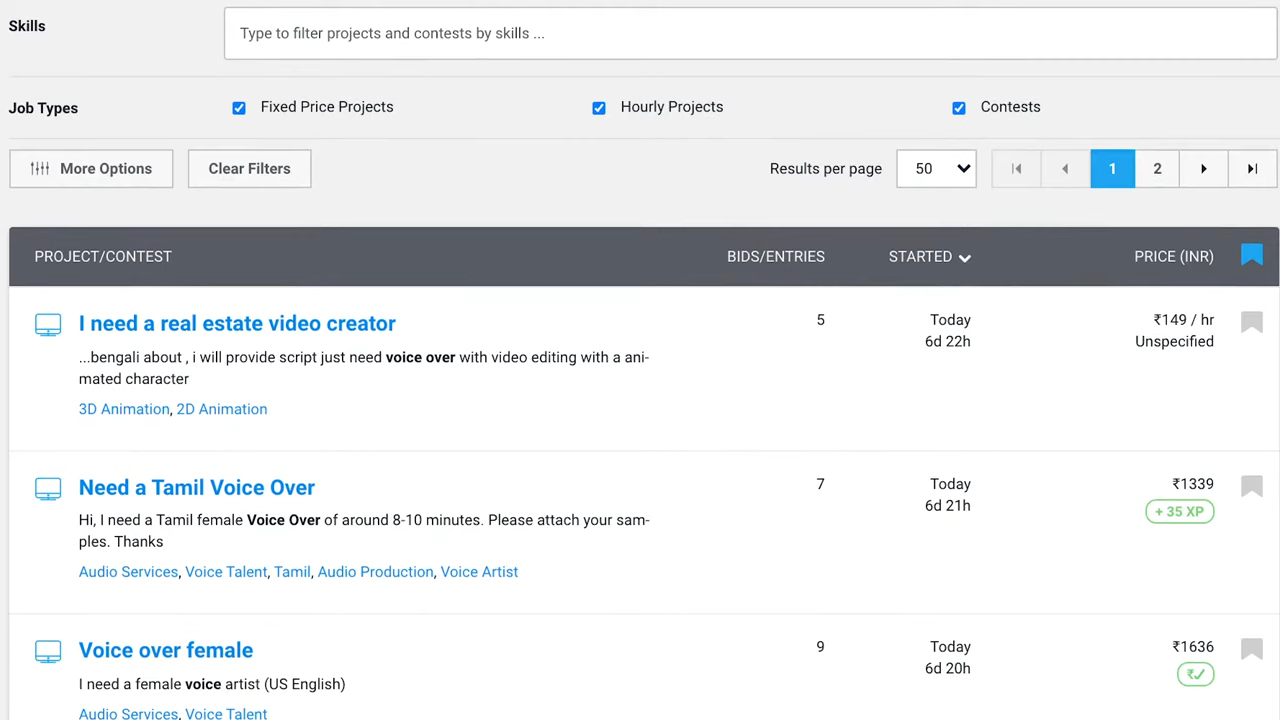 Skills
Type to filter projects and contests by skills ...
Job Types
Fixed Price Projects
Hourly Projects
Contests
More Options
Clear Filters
Results per page
50
1
2
PROJECT/CONTEST
BIDS/ENTRIES
STARTED
PRICE (INR)
I need a real estate video creator
5
Today
₹149 / hr
6d 22h
Unspecified
...bengali about , i will provide script just need voice over with video editing with a ani-
mated character
3D Animation, 2D Animation
Need a Tamil Voice Over
7
Today
₹1339
6d 21h
+ 35 XP
Hi, I need a Tamil female Voice Over of around 8-10 minutes. Please attach your sam-
ples. Thanks
Audio Services, Voice Talent, Tamil, Audio Production, Voice Artist
Voice over female
9
Today
₹1636
6d 20h
₹✓
I need a female voice artist (US English)
Audio Services, Voice Talent